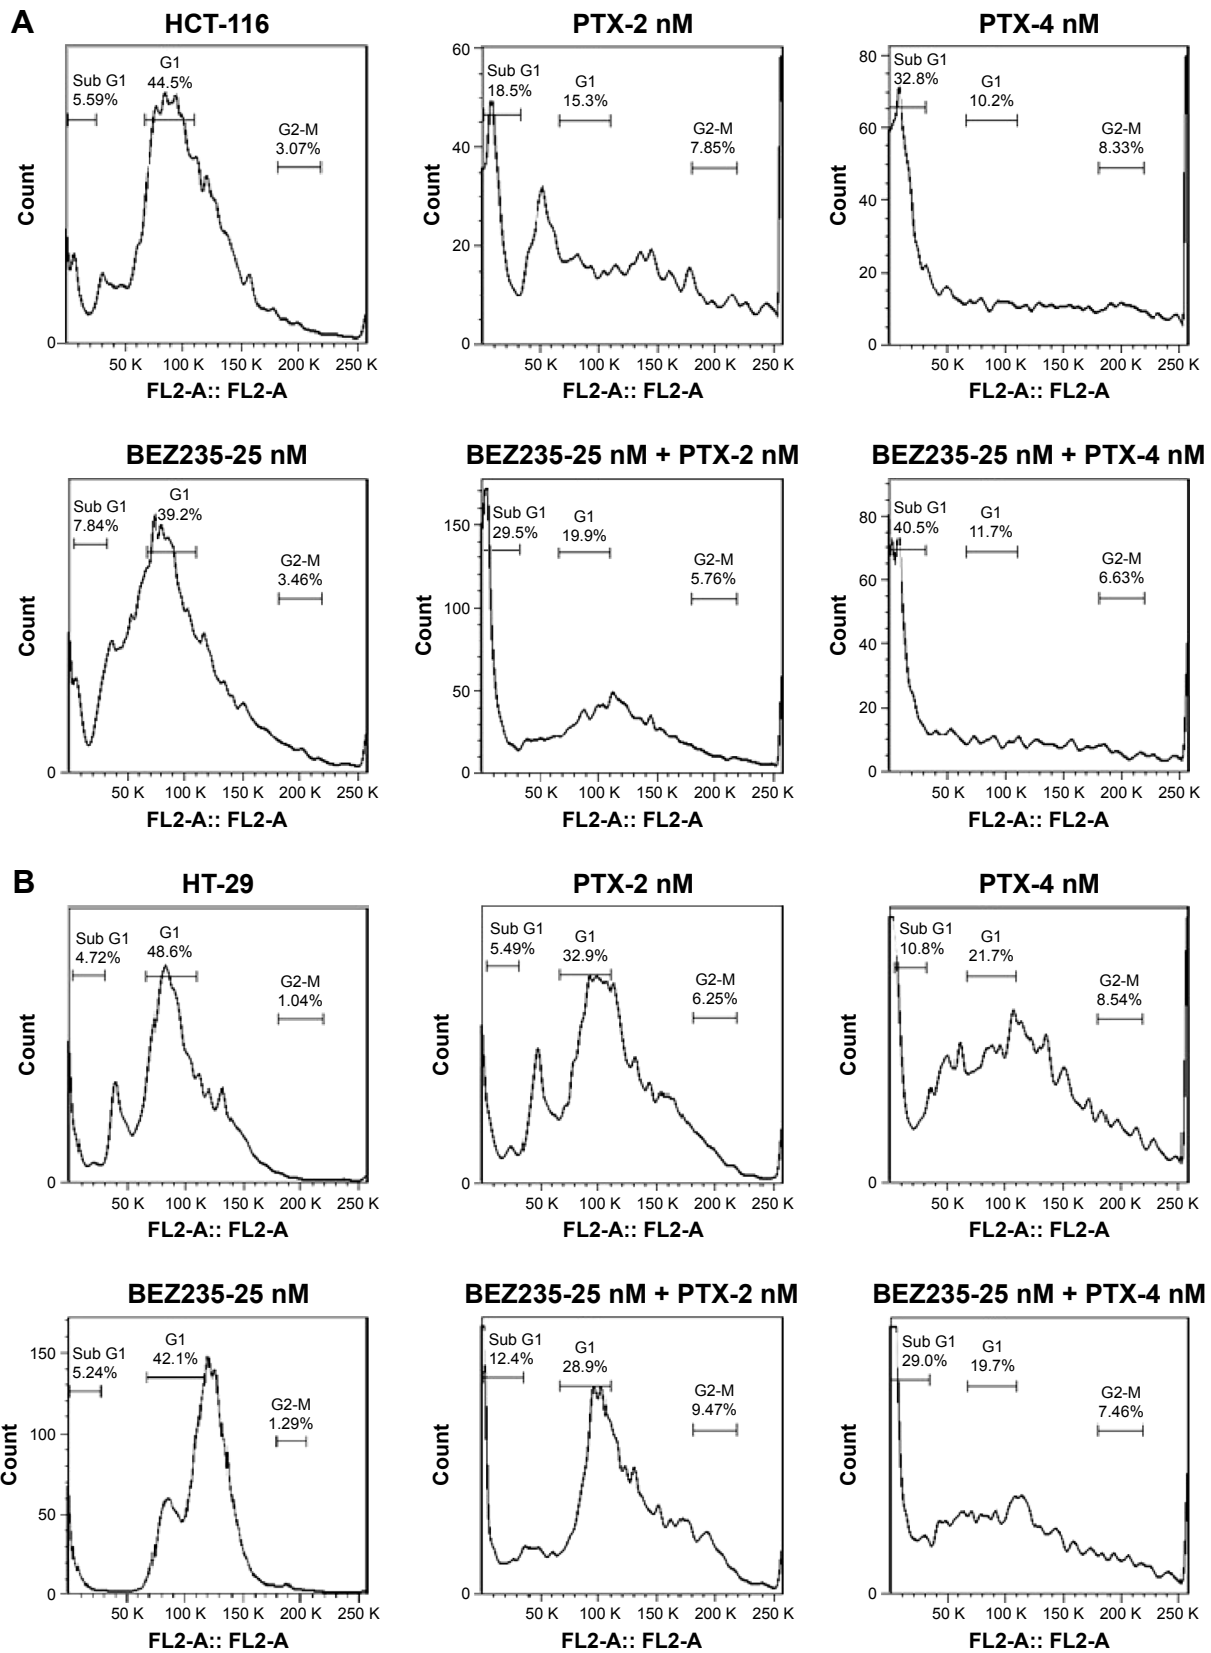 A
HCT-116
Sub G1
5.59%
G1
44.5%
G2-M
3.07%
Count
0
50 K 100 K 150 K 200 K 250 K
FL2-A:: FL2-A
PTX-2 nM
60
40
20
0
Sub G1
18.5%
G1
15.3%
G2-M
7.85%
Count
50 K 100 K 150 K 200 K 250 K
FL2-A:: FL2-A
PTX-4 nM
80
60
40
20
0
Sub G1
32.8%
G1
10.2%
G2-M
8.33%
Count
50 K 100 K 150 K 200 K 250 K
FL2-A:: FL2-A
BEZ235-25 nM
Sub G1
7.84%
G1
39.2%
G2-M
3.46%
Count
0
50 K 100 K 150 K 200 K 250 K
FL2-A:: FL2-A
BEZ235-25 nM + PTX-2 nM
150
100
50
0
Sub G1
29.5%
G1
19.9%
G2-M
5.76%
Count
50 K 100 K 150 K 200 K 250 K
FL2-A:: FL2-A
BEZ235-25 nM + PTX-4 nM
80
60
40
20
0
Sub G1
40.5%
G1
11.7%
G2-M
6.63%
Count
50 K 100 K 150 K 200 K 250 K
FL2-A:: FL2-A
B
HT-29
Sub G1
4.72%
G1
48.6%
G2-M
1.04%
Count
0
50 K 100 K 150 K 200 K 250 K
FL2-A:: FL2-A
PTX-2 nM
Sub G1
5.49%
G1
32.9%
G2-M
6.25%
Count
0
50 K 100 K 150 K 200 K 250 K
FL2-A:: FL2-A
PTX-4 nM
Sub G1
10.8%
G1
21.7%
G2-M
8.54%
Count
0
50 K 100 K 150 K 200 K 250 K
FL2-A:: FL2-A
BEZ235-25 nM
150
100
50
0
Sub G1
5.24%
G1
42.1%
G2-M
1.29%
Count
50 K 100 K 150 K 200 K 250 K
FL2-A:: FL2-A
BEZ235-25 nM + PTX-2 nM
Sub G1
12.4%
G1
28.9%
G2-M
9.47%
Count
0
50 K 100 K 150 K 200 K 250 K
FL2-A:: FL2-A
BEZ235-25 nM + PTX-4 nM
Sub G1
29.0%
G1
19.7%
G2-M
7.46%
Count
0
50 K 100 K 150 K 200 K 250 K
FL2-A:: FL2-A